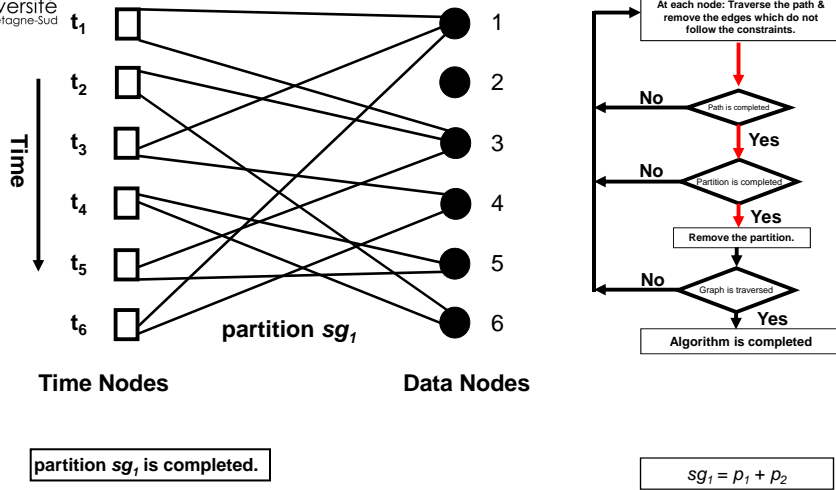 versité
etagne-Sud
t1
t2
t3
t4
t5
t6
Time
1
2
3
4
5
6
partition sg1
Time Nodes
Data Nodes
partition sg1 is completed.
At each node: Traverse the path &
remove the edges which do not
follow the constraints.
No
Path is completed
Yes
No
Partition is completed
Yes
Remove the partition.
No
Graph is traversed
Yes
Algorithm is completed
sg1 = p1 + p2